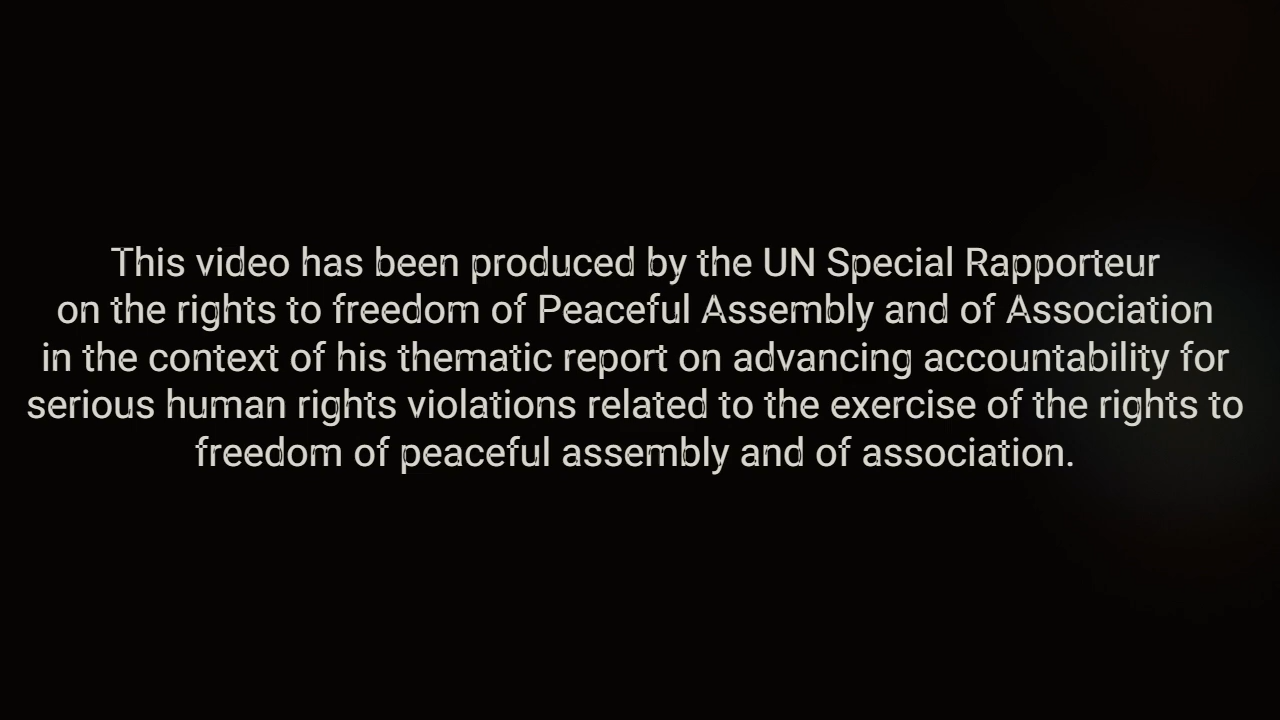 This video has been produced by the UN Special Rapporteur
on the rights to freedom of Peaceful Assembly and of Association
in the context of his thematic report on advancing accountability for
serious human rights violations related to the exercise of the rights to
freedom of peaceful assembly and of association.